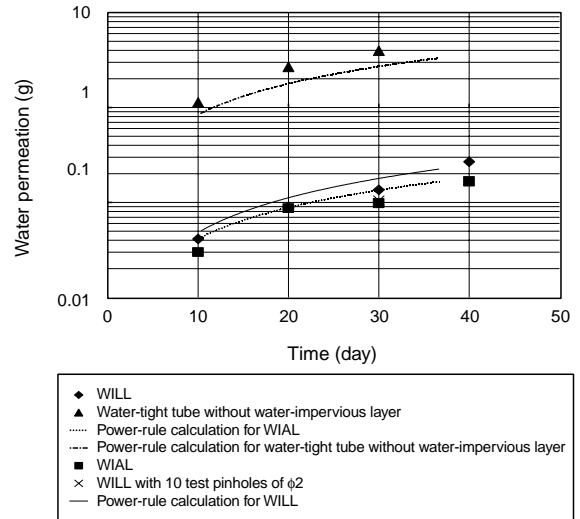 10
1
0.1
0.01
Water permeation (g)
0 10 20 30 40 50
Time (day)
WILL
Water-tight tube without water-impervious layer
Power-rule calculation for WIAL
Power-rule calculation for water-tight tube without water-impervious layer
WIAL
WILL with 10 test pinholes of ϕ2
Power-rule calculation for WILL